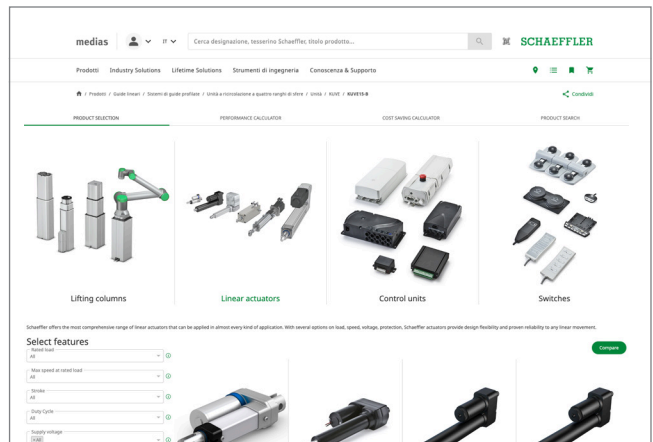 medias
IT
Cerca designazione, tesserino Schaeffler, titolo prodotto...
SCHAEFFLER
Prodotti Industry Solutions Lifetime Solutions Strumenti di ingegneria Conoscenza & Supporto
/ Prodotti / Guide lineari / Sistemi di guide profilate / Unità a ricircolazione a quattro ranghi di sfere / Unità / KUVE / KUVE15-B
Condividi
PRODUCT SELECTION PERFORMANCE CALCULATOR COST SAVING CALCULATOR PRODUCT SEARCH
Lifting columns Linear actuators Control units Switches
Schaeffler offers the most comprehensive range of linear actuators that can be applied in almost every kind of application. With several options on load, speed, voltage, protection, Schaeffler actuators provide design flexibility and proven reliability to any linear movement.
Select features
Compare
Rated load
All
Max speed at rated load
All
Stroke
All
Duty Cycle
All
Supply voltage
× All